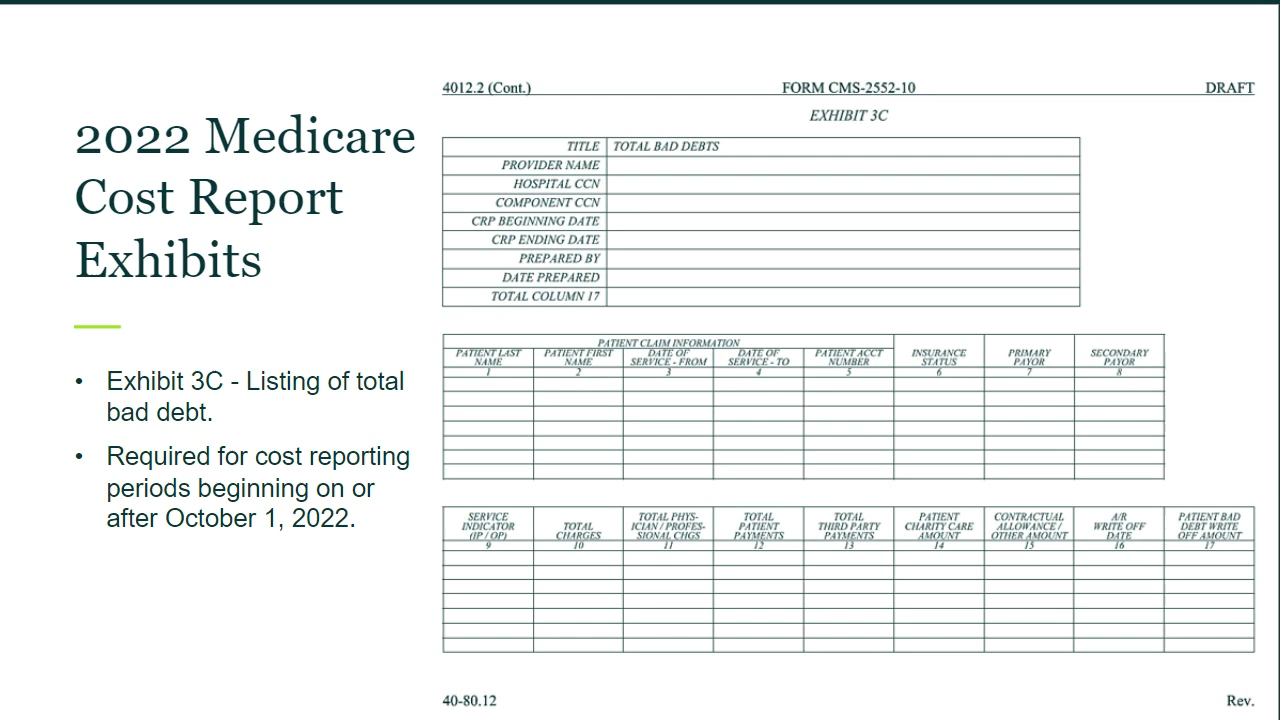 2022 Medicare
Cost Report
Exhibits
• Exhibit 3C - Listing of total
bad debt.
• Required for cost reporting
periods beginning on or
after October 1, 2022.
4012.2 (Cont.) FORM CMS-2552-10 DRAFT
EXHIBIT 3C
TITLE TOTAL BAD DEBTS
PROVIDER NAME
HOSPITAL CCN
COMPONENT CCN
CRP BEGINNING DATE
CRP ENDING DATE
PREPARED BY
DATE PREPARED
TOTAL COLUMN 17
PATIENT CLAIM INFORMATION
PATIENT LAST PATIENT FIRST DATE OF DATE OF PATIENT ACCT INSURANCE PRIMARY SECONDARY
NAME NAME SERVICE - FROM SERVICE - TO NUMBER STATUS PAYOR PAYOR
1 2 3 4 5 6 7 8
SERVICE TOTAL PHYS- TOTAL TOTAL PATIENT CONTRACTUAL A/R PATIENT BAD
INDICATOR TOTAL ICIAN / PROFES- PATIENT THIRD PARTY CHARITY CARE ALLOWANCE / WRITE OFF DEBT WRITE
(IP / OP) CHARGES SIONAL CHGS PAYMENTS PAYMENTS AMOUNT OTHER AMOUNT DATE OFF AMOUNT
9 10 11 12 13 14 15 16 17
40-80.12 Rev.